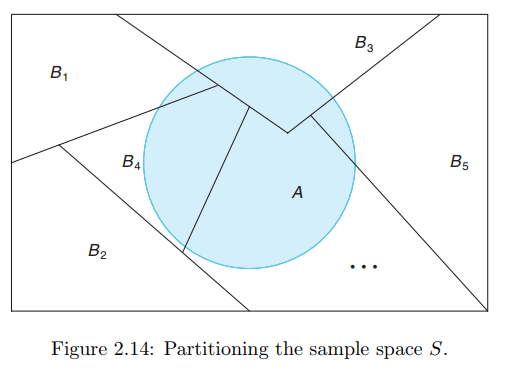 B₃
B₁
B₄
B₅
A
B₂
...
Figure 2.14: Partitioning the sample space S.